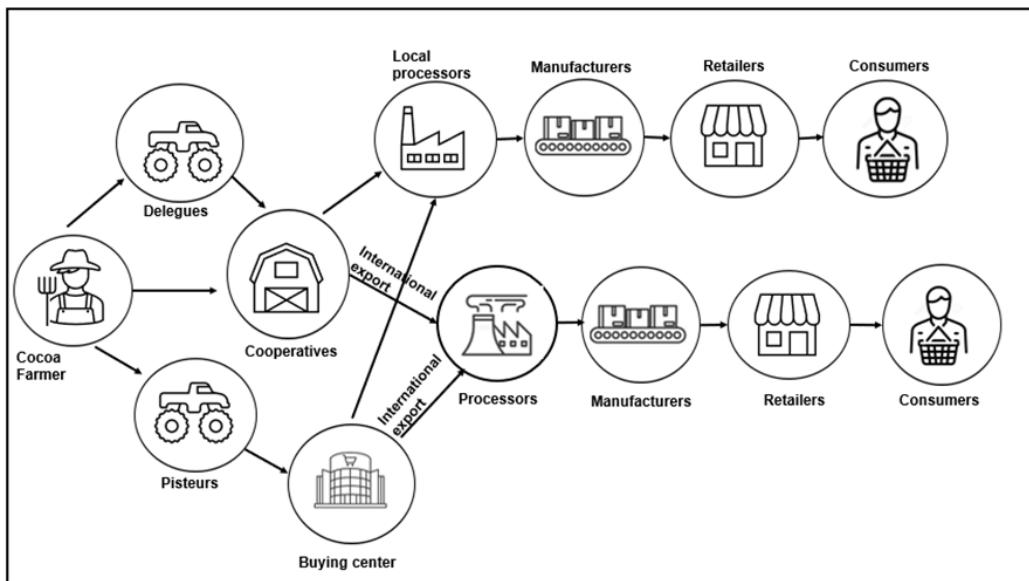 Local
processors
Manufacturers
Retailers
Consumers
Delegues
Cocoa
Farmer
Cooperatives
International
export
Pisteurs
Buying center
International
export
Processors
Manufacturers
Retailers
Consumers